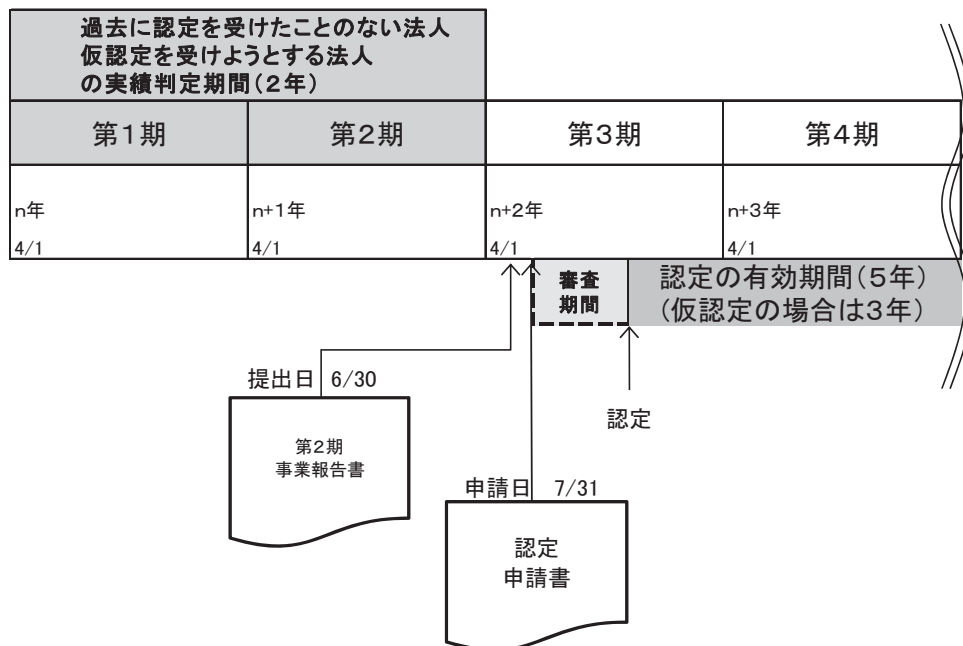 過去に認定を受けたことのない法人
仮認定を受けようとする法人
の実績判定期間(2年)
第1期
第2期
第3期
第4期
n年
n+1年
n+2年
n+3年
4/1
4/1
4/1
4/1
審査
期間
認定の有効期間(5年)
(仮認定の場合は3年)
提出日 6/30
認定
第2期
事業報告書
申請日 7/31
認定
申請書